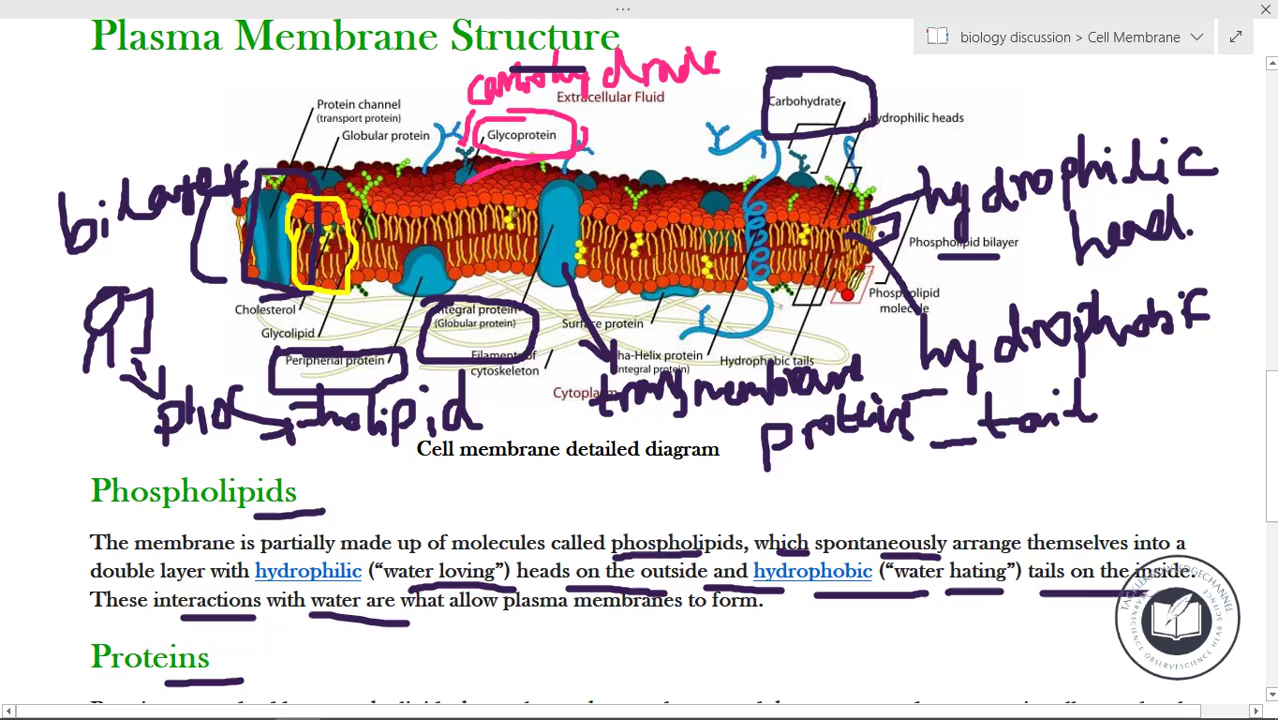 Plasma Membrane Structure
biology discussion > Cell Membrane
carbohydrade
Extracellular Fluid
Protein channel
(transport protein)
Globular protein
Glycoprotein
Carbohydrate
Hydrophilic heads
bilayer
hydrophilic
head.
Phospholipid bilayer
Phospholipid
molecule
Cholesterol
Glycolipid
Peripherial protein
Integral protein
(Globular protein)
Filaments of
cytoskeleton
Surface protein
Alpha-Helix protein
(Integral protein)
Hydrophobic tails
Cytoplasm
hydrophobic
tail
transmembrane
protein
Cell membrane detailed diagram
Phospholipids
The membrane is partially made up of molecules called phospholipids, which spontaneously arrange themselves into a
double layer with hydrophilic (“water loving”) heads on the outside and hydrophobic (“water hating”) tails on the inside.
These interactions with water are what allow plasma membranes to form.
Proteins